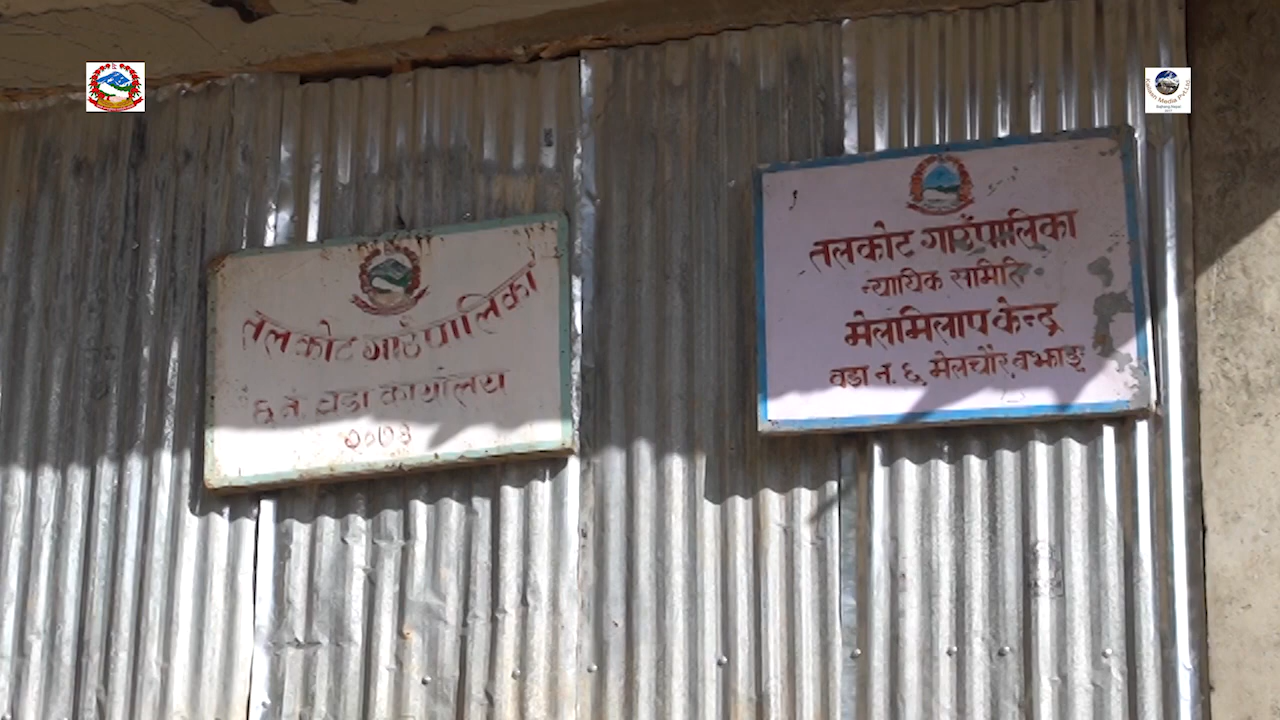 तलकोट गाउँपालिका
६ नं. वडा कार्यालय
२०७३
तलकोट गाउँपालिका
न्यायिक समिति
मेलमिलाप केन्द्र
वडा नं. ६ मेलचौर बझाङ